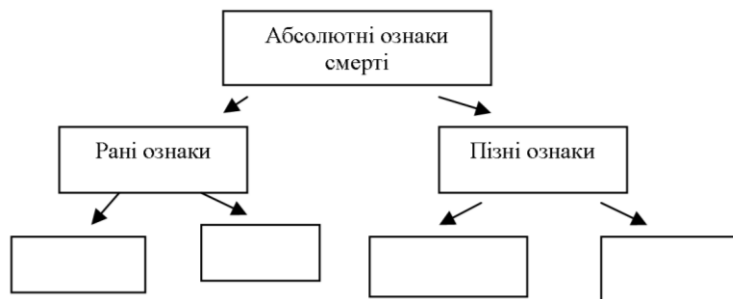 Абсолютні ознаки
смерті
Рані ознаки
Пізні ознаки